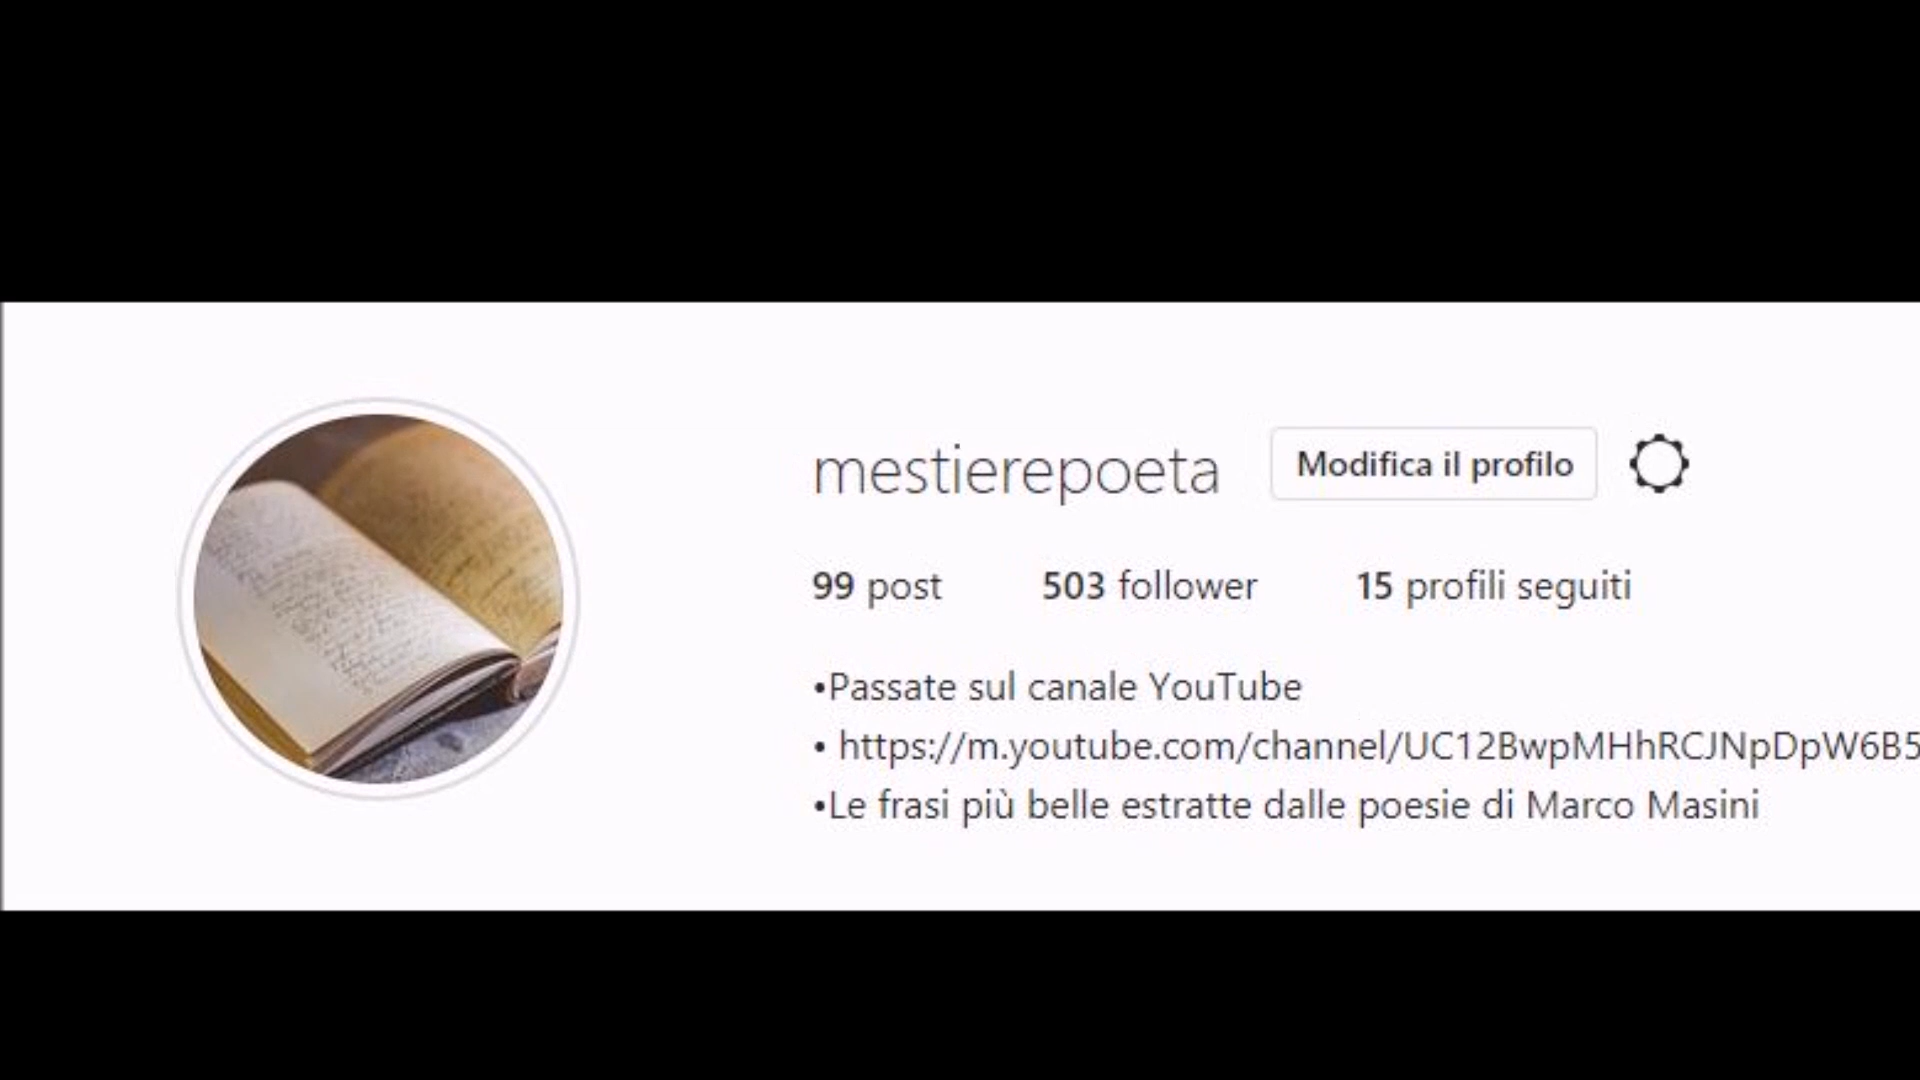 mestierepoeta Modifica il profilo
99 post 503 follower 15 profili seguiti
•Passate sul canale YouTube
• https://m.youtube.com/channel/UC12BwpMHhRCJNpDpW6B5
•Le frasi più belle estratte dalle poesie di Marco Masini